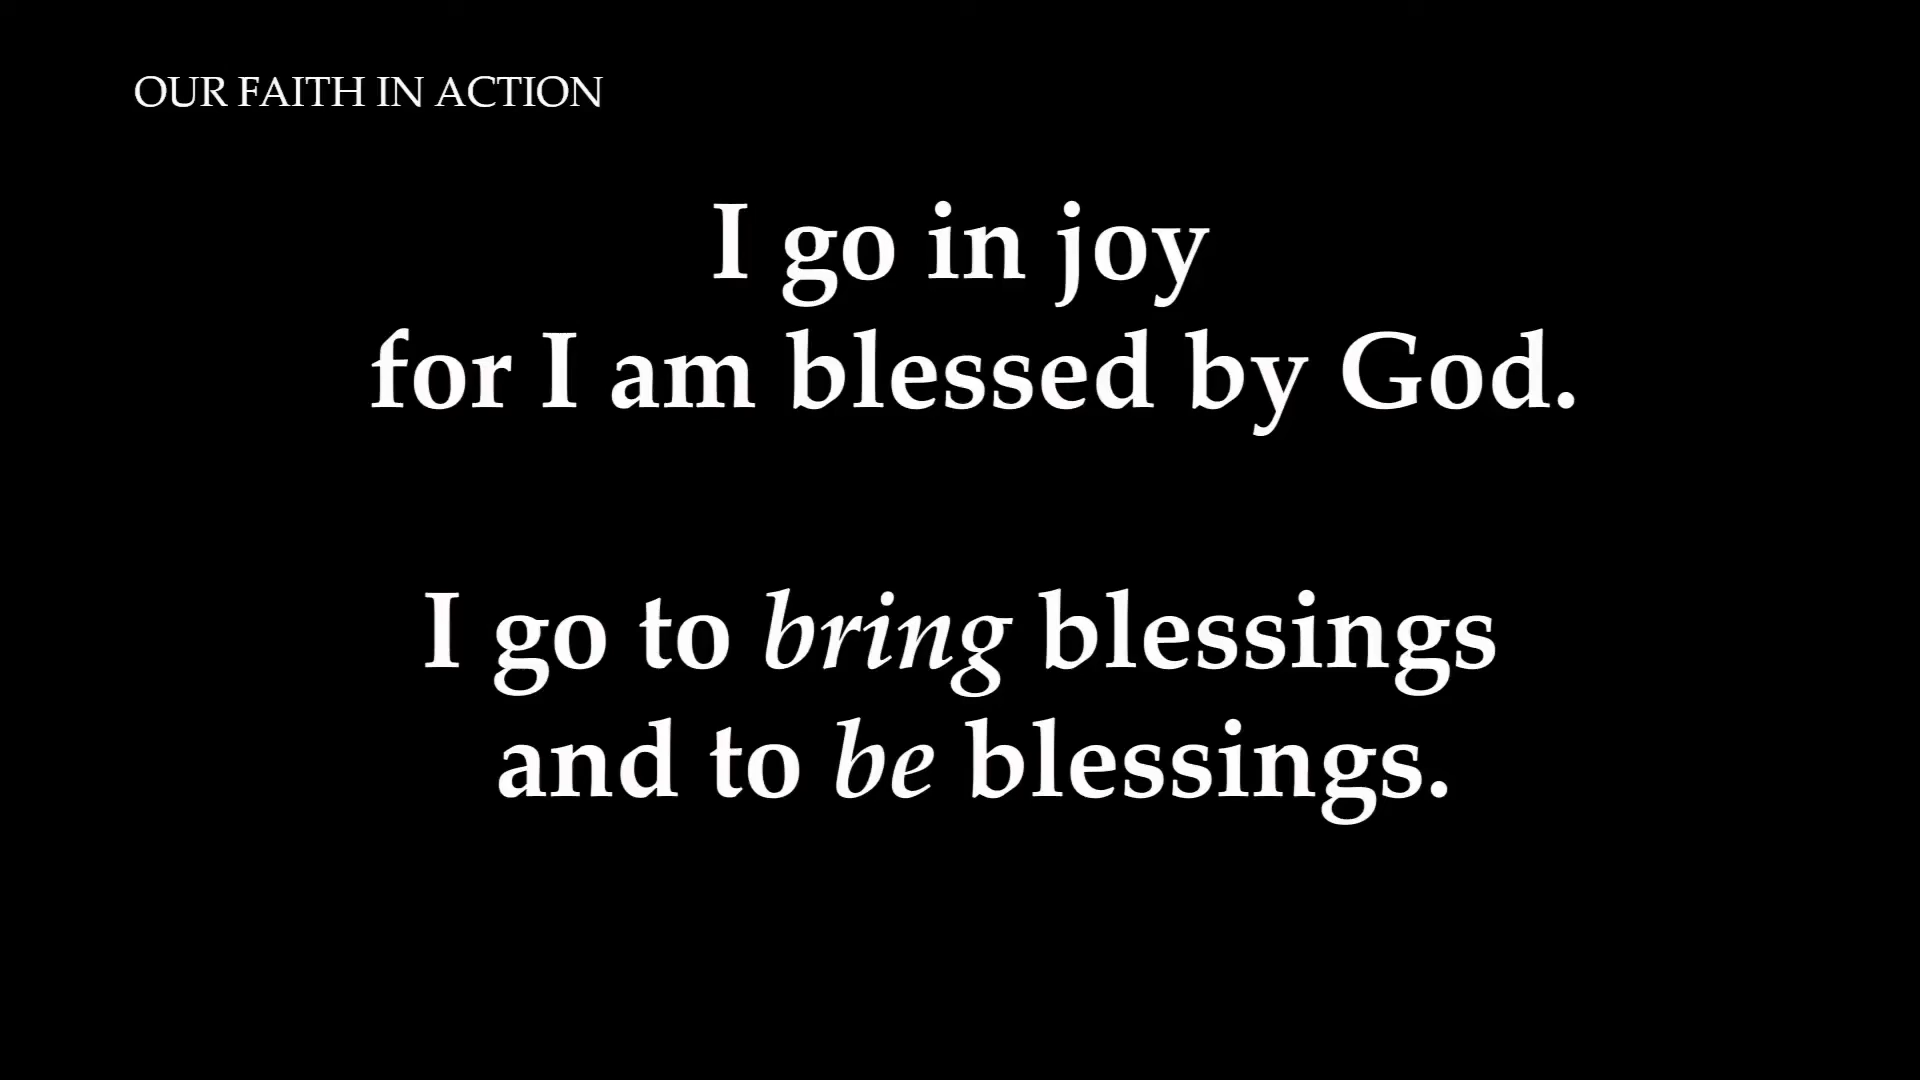 OUR FAITH IN ACTION
I go in joy
for I am blessed by God.
I go to bring blessings
and to be blessings.